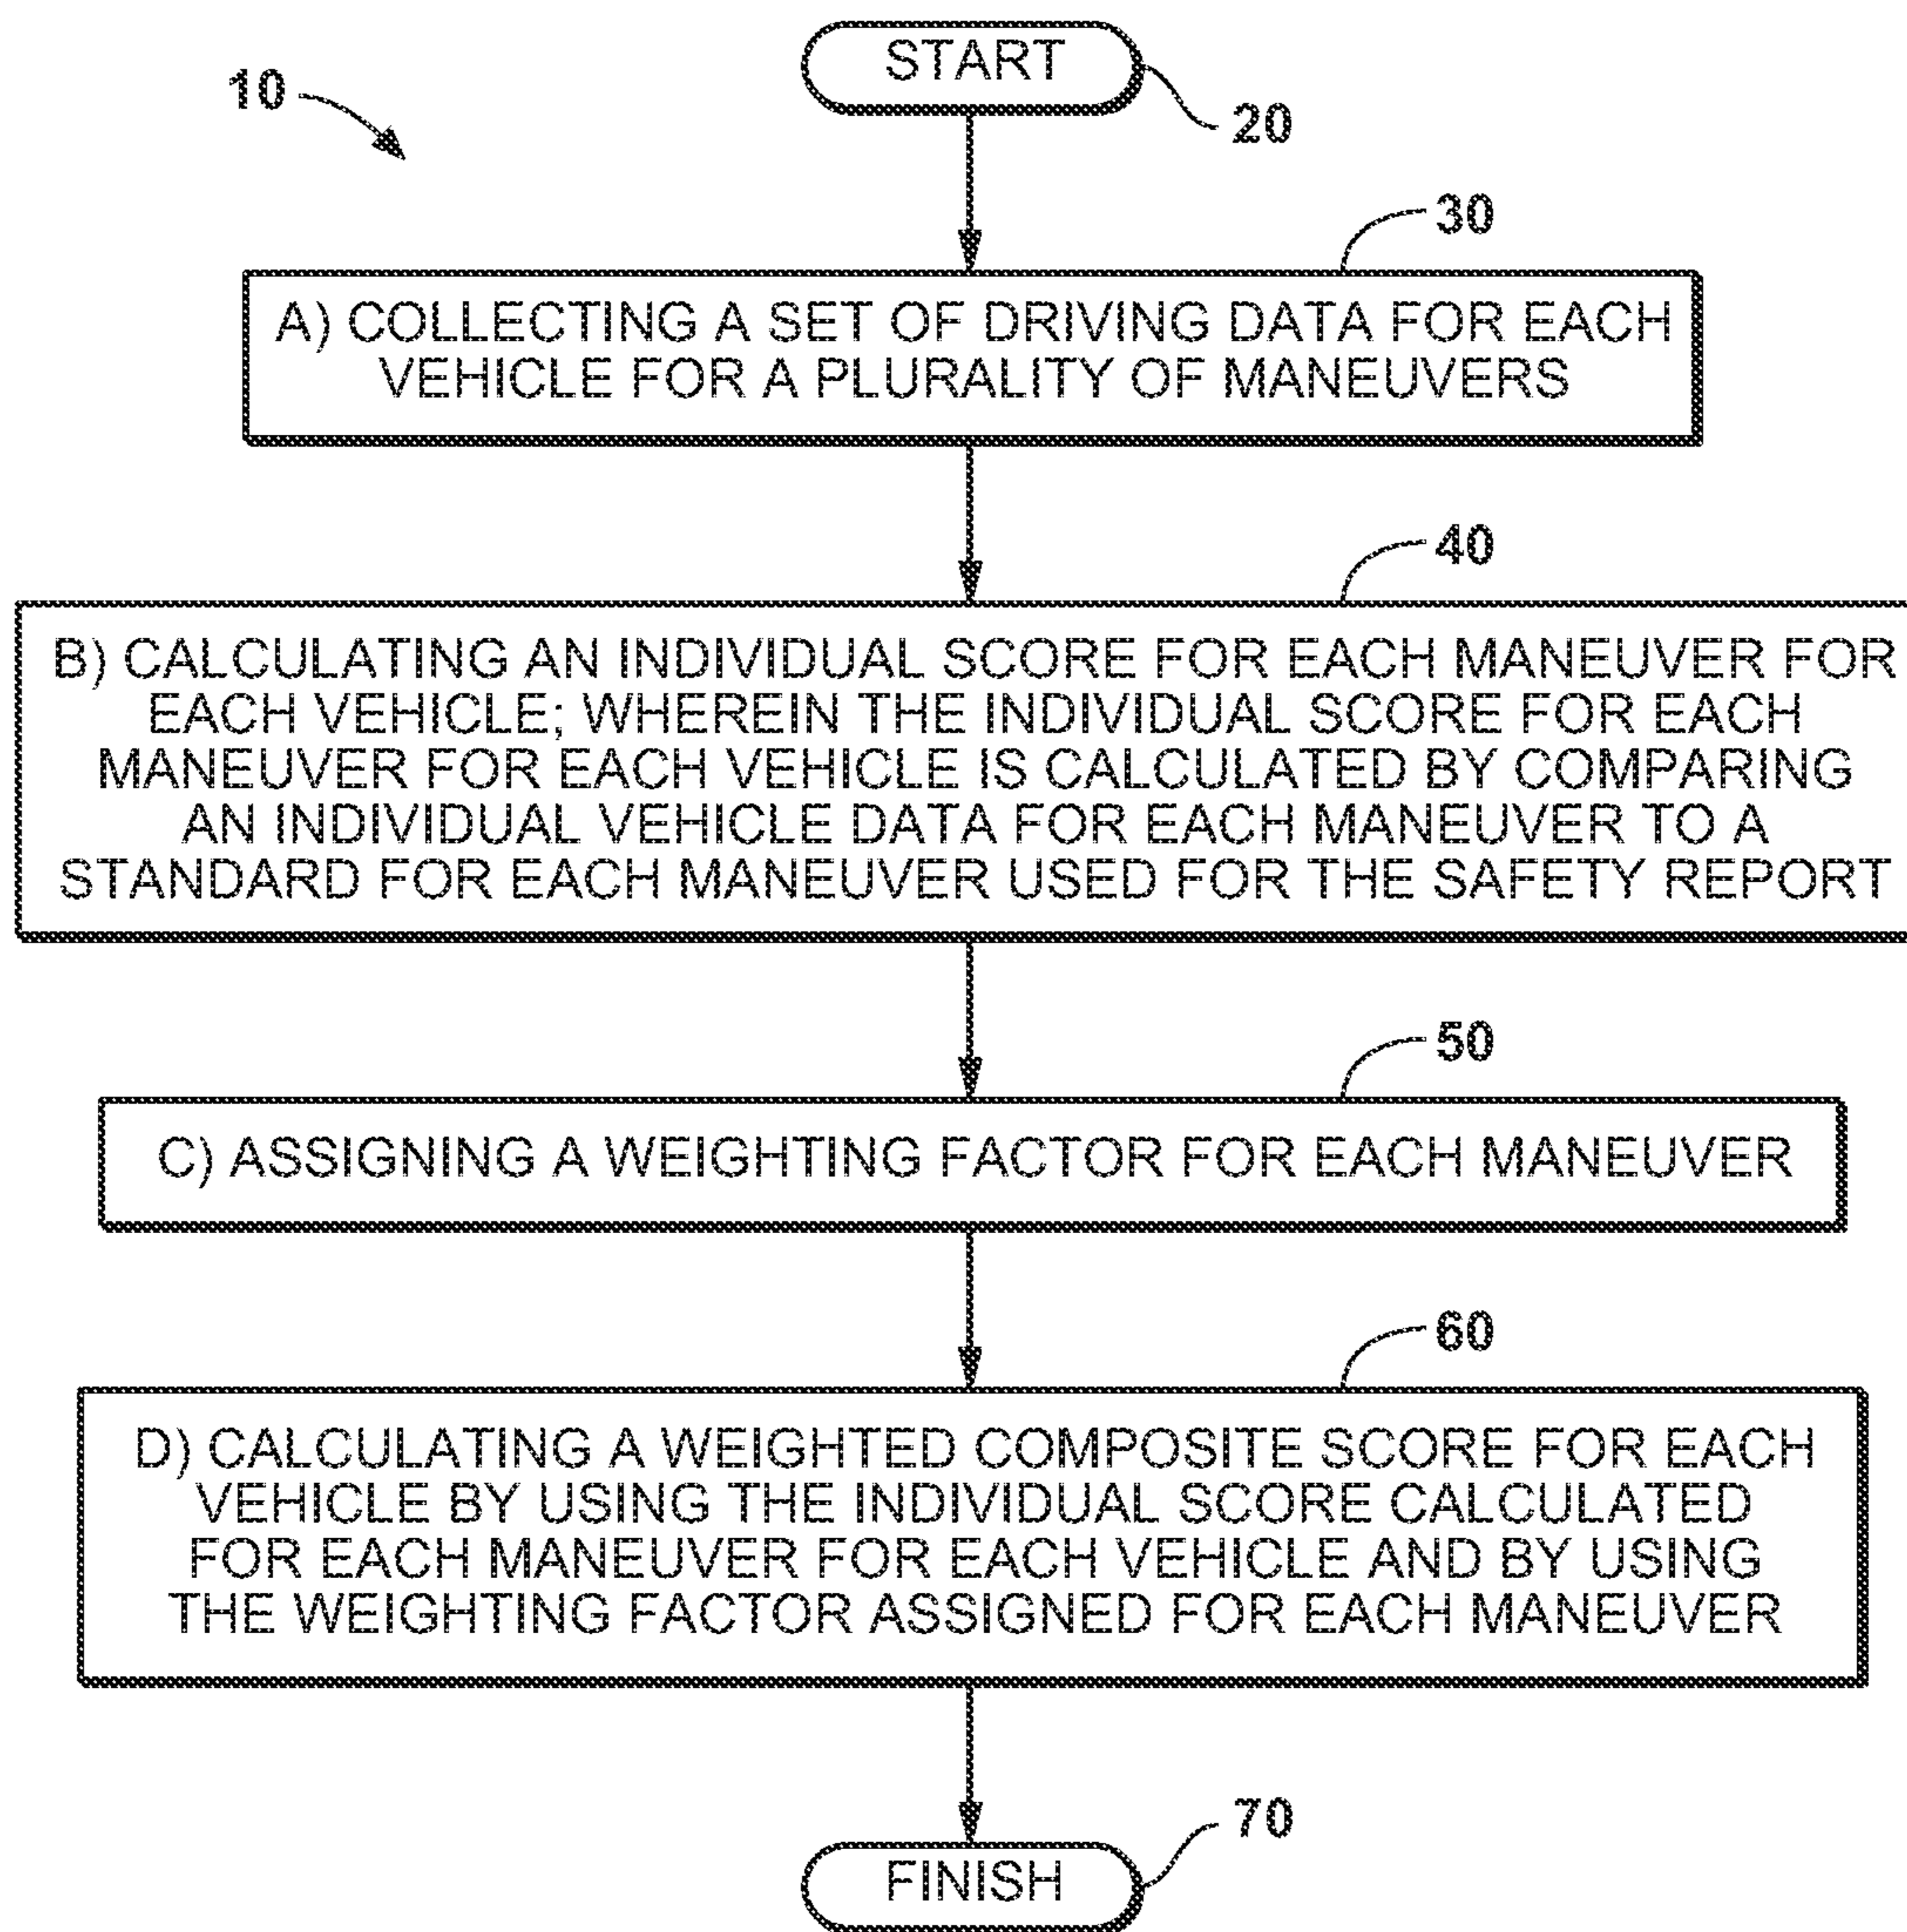 START
10
20
30
A) COLLECTING A SET OF DRIVING DATA FOR EACH
VEHICLE FOR A PLURALITY OF MANEUVERS
40
B) CALCULATING AN INDIVIDUAL SCORE FOR EACH MANEUVER FOR
EACH VEHICLE; WHEREIN THE INDIVIDUAL SCORE FOR EACH
MANEUVER FOR EACH VEHICLE IS CALCULATED BY COMPARING
AN INDIVIDUAL VEHICLE DATA FOR EACH MANEUVER TO A
STANDARD FOR EACH MANEUVER USED FOR THE SAFETY REPORT
50
C) ASSIGNING A WEIGHTING FACTOR FOR EACH MANEUVER
60
D) CALCULATING A WEIGHTED COMPOSITE SCORE FOR EACH
VEHICLE BY USING THE INDIVIDUAL SCORE CALCULATED
FOR EACH MANEUVER FOR EACH VEHICLE AND BY USING
THE WEIGHTING FACTOR ASSIGNED FOR EACH MANEUVER
70
FINISH